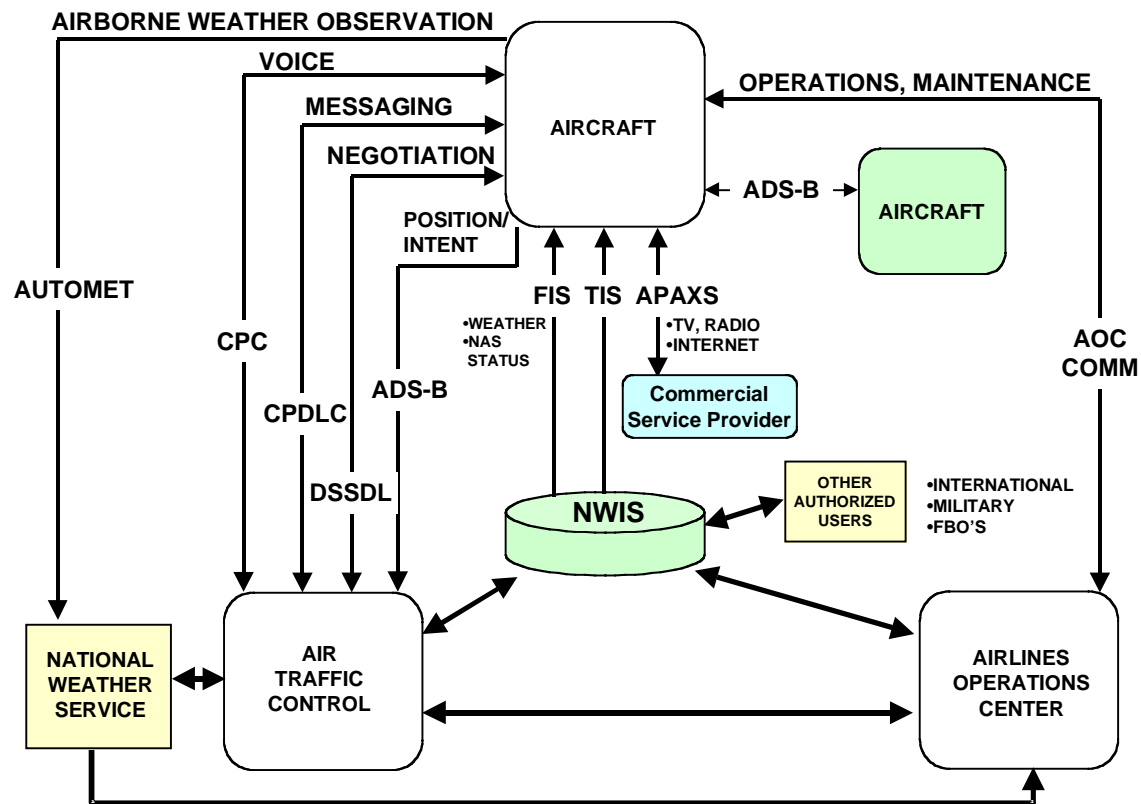 AIRBORNE WEATHER OBSERVATION
VOICE
MESSAGING
NEGOTIATION
POSITION/
INTENT
AIRCRAFT
OPERATIONS, MAINTENANCE
ADS-B
AIRCRAFT
AUTOMET
CPC
CPDLC
DSSDL
ADS-B
FIS
•WEATHER
•NAS
STATUS
TIS
APAXS
•TV, RADIO
•INTERNET
Commercial
Service Provider
AOC
COMM
NWIS
OTHER
AUTHORIZED
USERS
•INTERNATIONAL
•MILITARY
•FBO'S
NATIONAL
WEATHER
SERVICE
AIR
TRAFFIC
CONTROL
AIRLINES
OPERATIONS
CENTER